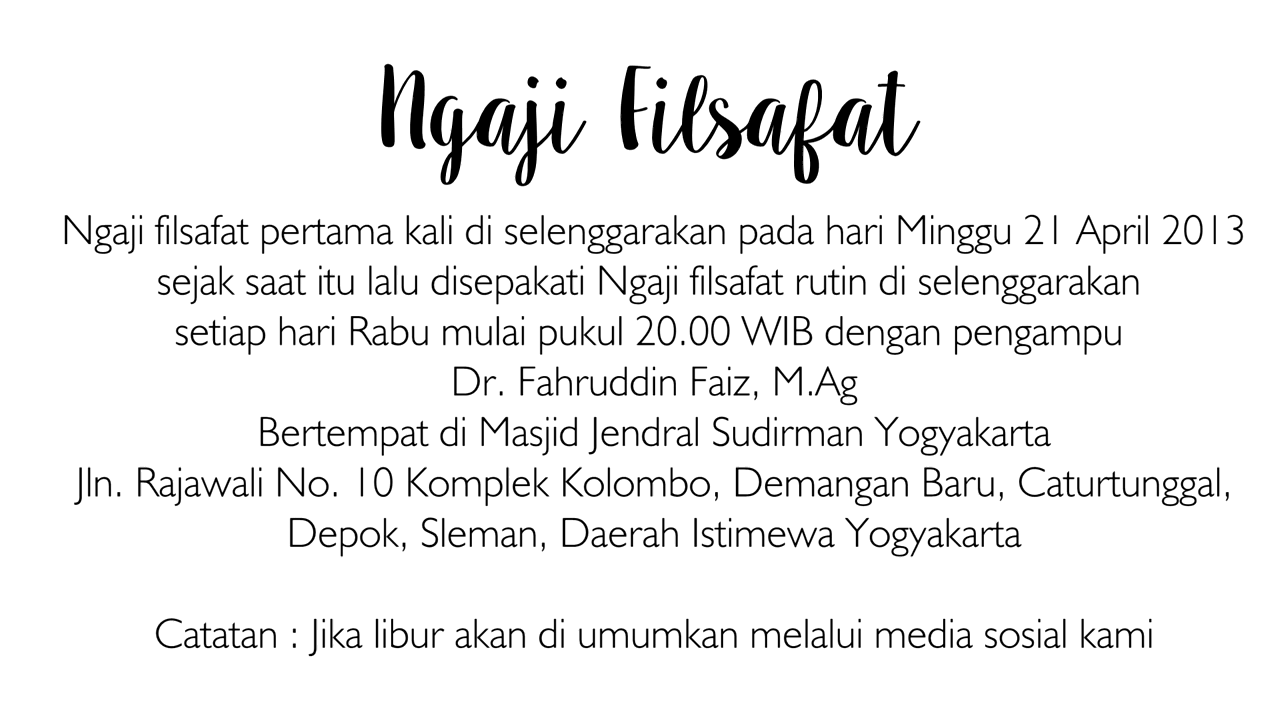 Ngaji Filsafat
Ngaji filsafat pertama kali di selenggarakan pada hari Minggu 21 April 2013
sejak saat itu lalu disepakati Ngaji filsafat rutin di selenggarakan
setiap hari Rabu mulai pukul 20.00 WIB dengan pengampu
Dr. Fahruddin Faiz, M.Ag
Bertempat di Masjid Jendral Sudirman Yogyakarta
Jln. Rajawali No. 10 Komplek Kolombo, Demangan Baru, Caturtunggal,
Depok, Sleman, Daerah Istimewa Yogyakarta
Catatan : Jika libur akan di umumkan melalui media sosial kami